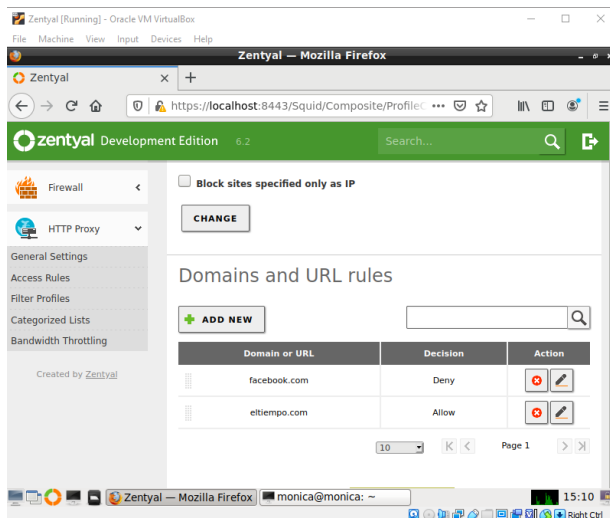 Zentyal [Running] - Oracle VM VirtualBox
File Machine View Input Devices Help
Zentyal — Mozilla Firefox
Zentyal
https://localhost:8443/Squid/Composite/ProfileC
zentyal Development Edition 6.2
Search...
Firewall
HTTP Proxy
General Settings
Access Rules
Filter Profiles
Categorized Lists
Bandwidth Throttling
Created by Zentyal
Block sites specified only as IP
CHANGE
Domains and URL rules
ADD NEW
Domain or URL Decision Action
facebook.com Deny
eltiempo.com Allow
10 Page 1
Zentyal — Mozilla Firefox monica@monica: ~ 15:10
Right Ctrl